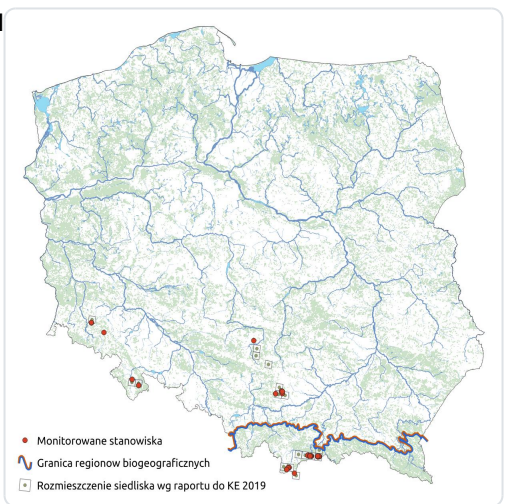 Monitorowane stanowiska
Granica regionow biogeograficznych
Rozmieszczenie siedliska wg raportu do KE 2019